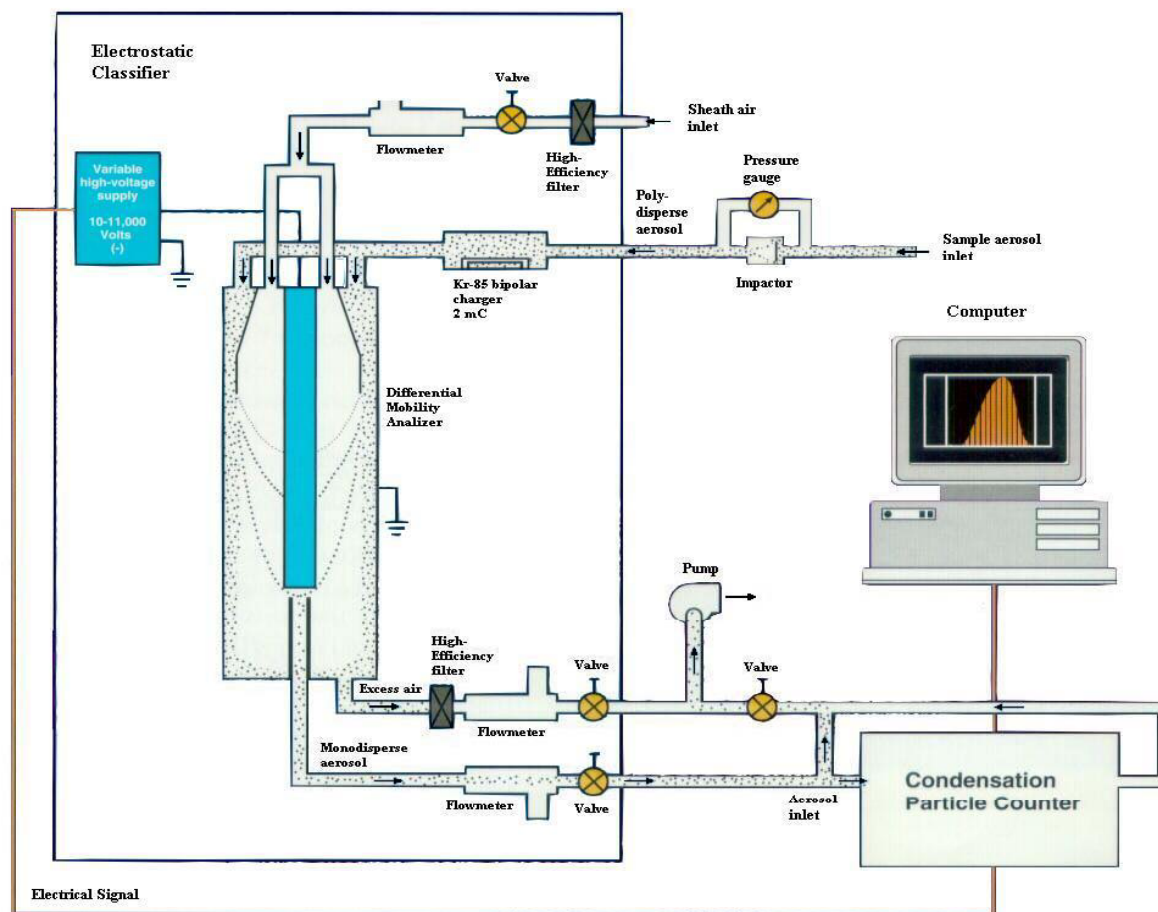 Electrostatic
Classifier
Valve
Sheath air
inlet
Flowmeter
High-
Efficiency
filter
Pressure
gauge
Variable
high-voltage
supply
10-11,000
Volts
(-)
Poly-
disperse
aerosol
Sample aerosol
inlet
Impactor
Kr-85 bipolar
charger
2 mC
Computer
Differential
Mobility
Analizer
Pump
High-
Efficiency
filter
Valve
Valve
Excess air
Flowmeter
Monodisperse
aerosol
Flowmeter
Valve
Aerosol
inlet
Condensation
Particle Counter
Electrical Signal